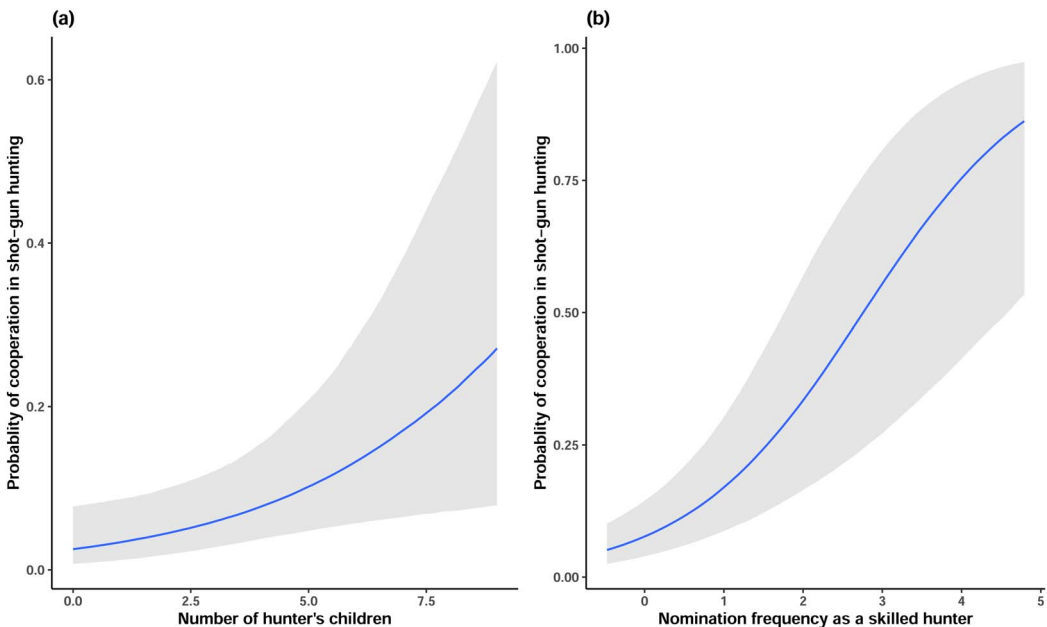 (a)
Probablity of cooperation in shot-gun hunting
0.6
0.4
0.2
0.0
0.0 2.5 5.0 7.5
Number of hunter's children
(b)
Probablity of cooperation in shot-gun hunting
1.00
0.75
0.50
0.25
0.00
0 1 2 3 4 5
Nomination frequency as a skilled hunter